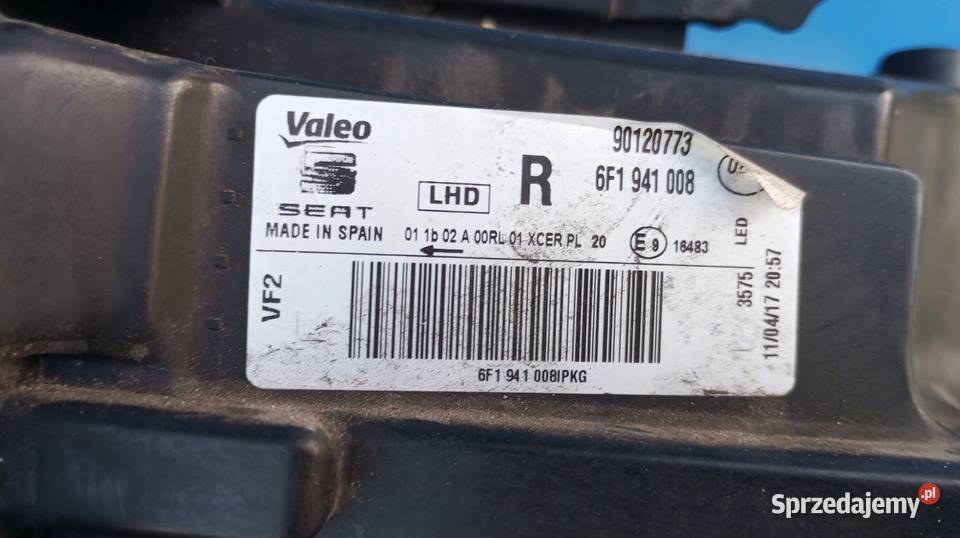 Valeo
SEAT
MADE IN SPAIN
LHD
R
90120773
6F1 941 008
01 1b 02 A 00RL 01 XCER PL 20
E 9 16483
LED
VF2
3575
11/04/17 20:57
6F1 941 008IPKG
Sprzedajemy.pl